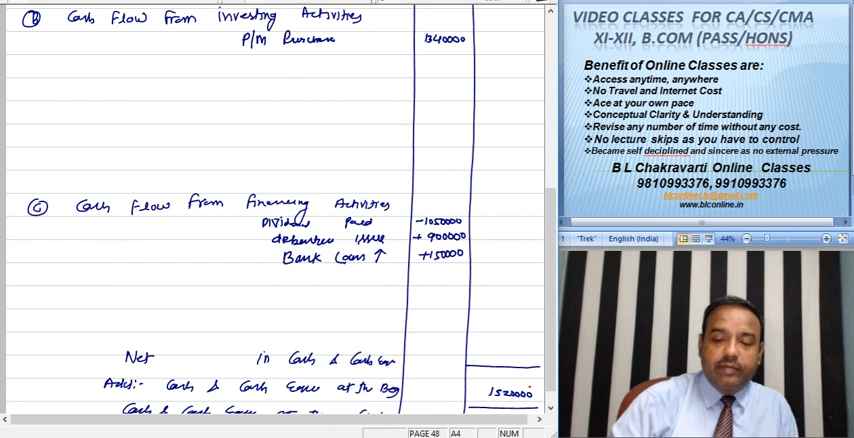 (B) Cash Flow From investing Activities
P/M Purchase 1340000
(C) Cash Flow From Financing Activities
Dividend Paid -1050000
debenture issue + 900000
Bank Loan ↑ +150000
Net in Cash & Cash Equi
Add:- Cash & Cash Equi at the Beg 1520000
PAGE 48 A4 NUM
VIDEO CLASSES FOR CA/CS/CMA
XI-XII, B.COM (PASS/HONS)
Benefit of Online Classes are:
❖Access anytime, anywhere
❖No Travel and Internet Cost
❖Ace at your own pace
❖Conceptual Clarity & Understanding
❖Revise any number of time without any cost.
❖No lecture skips as you have to control
❖Became self deciplined and sincere as no external pressure
B L Chakravarti Online Classes
9810993376, 9910993376
www.blconline.in
1 "Trek" English (India) 44%